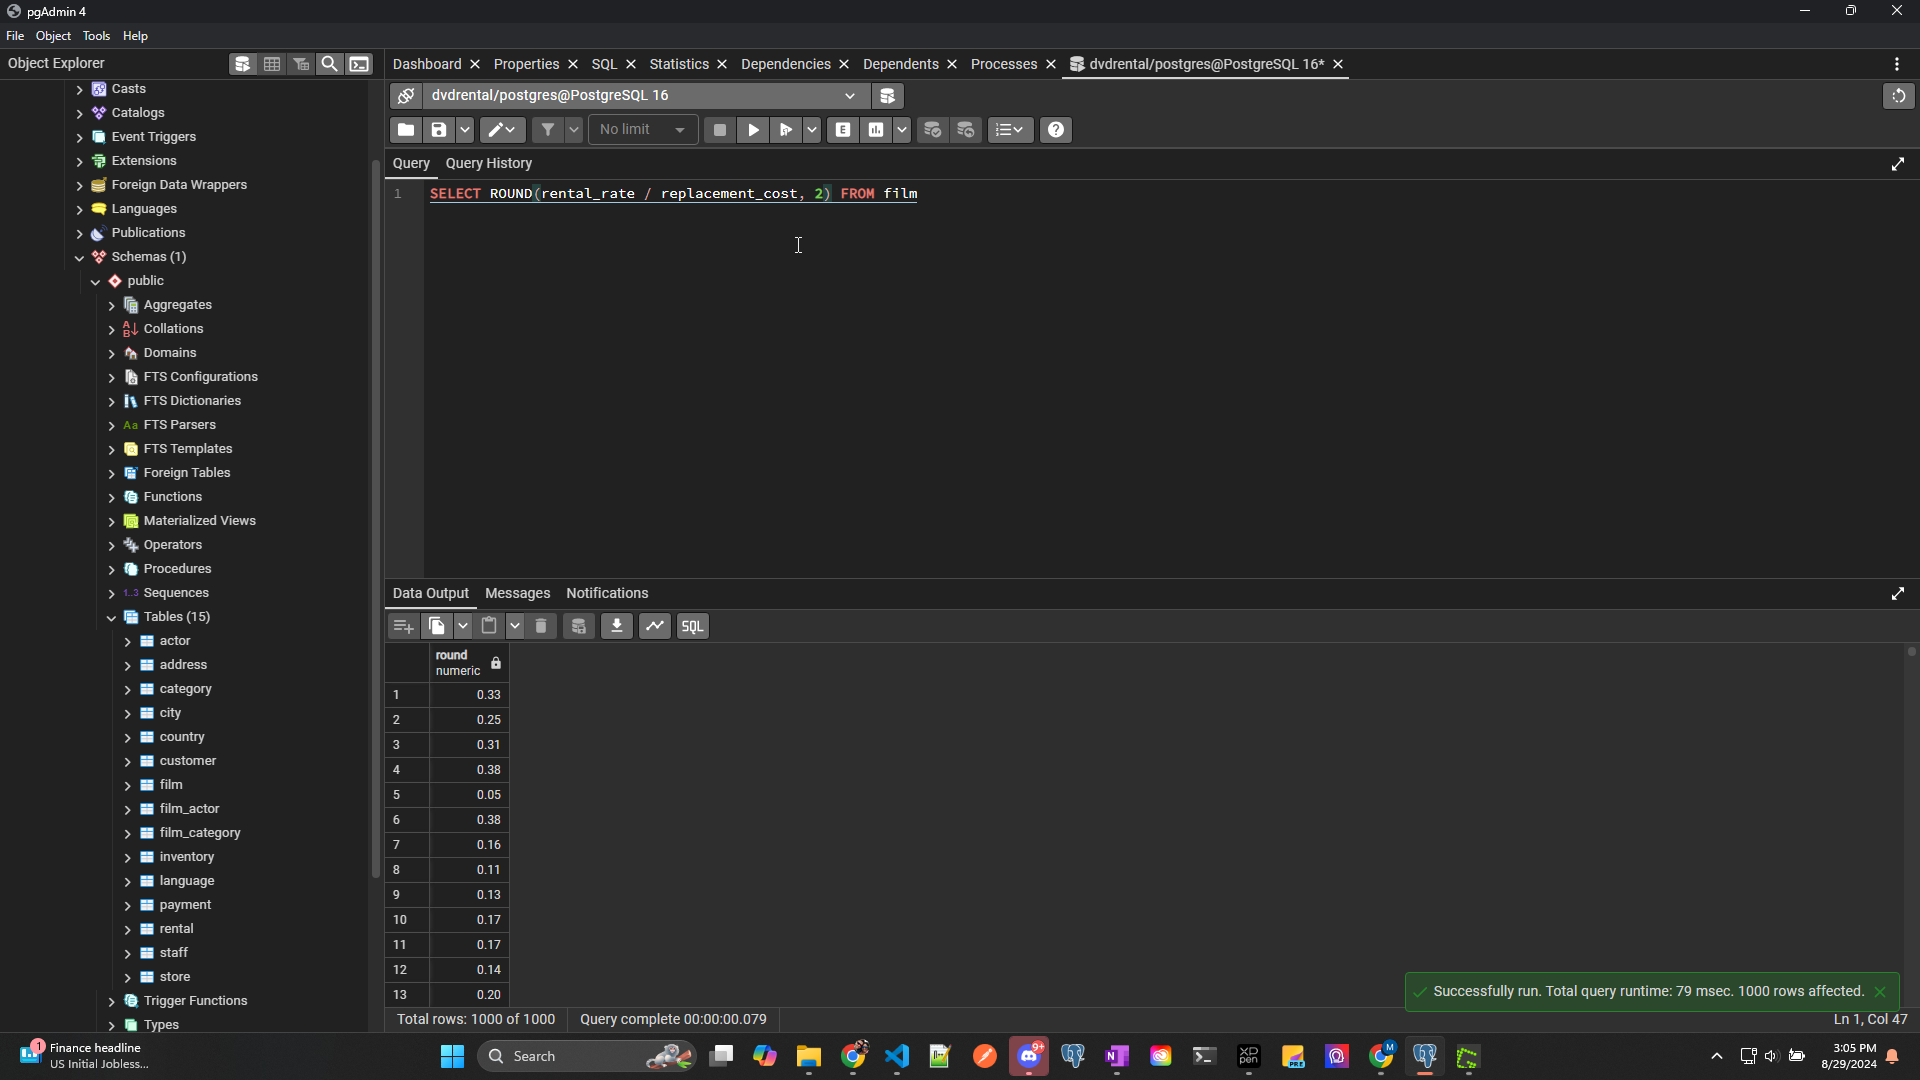 pgAdmin 4
File Object Tools Help
Object Explorer
Dashboard Properties SQL Statistics Dependencies Dependents Processes dvdrental/postgres@PostgreSQL 16*
dvdrental/postgres@PostgreSQL 16
No limit
E
Query Query History
1 SELECT ROUND(rental_rate / replacement_cost, 2) FROM film
Casts
Catalogs
Event Triggers
Extensions
Foreign Data Wrappers
Languages
Publications
Schemas (1)
public
Aggregates
Collations
Domains
FTS Configurations
FTS Dictionaries
Aa FTS Parsers
FTS Templates
Foreign Tables
Functions
Materialized Views
Operators
Procedures
1..3 Sequences
Tables (15)
actor
address
category
city
country
customer
film
film_actor
film_category
inventory
language
payment
rental
staff
store
Trigger Functions
Types
Data Output Messages Notifications
SQL
round
numeric
1 0.33
2 0.25
3 0.31
4 0.38
5 0.05
6 0.38
7 0.16
8 0.11
9 0.13
10 0.17
11 0.17
12 0.14
13 0.20
Successfully run. Total query runtime: 79 msec. 1000 rows affected.
Total rows: 1000 of 1000 Query complete 00:00:00.079 Ln 1, Col 47
1 Finance headline
US Initial Jobless...
Search
9+
M
3:05 PM
8/29/2024